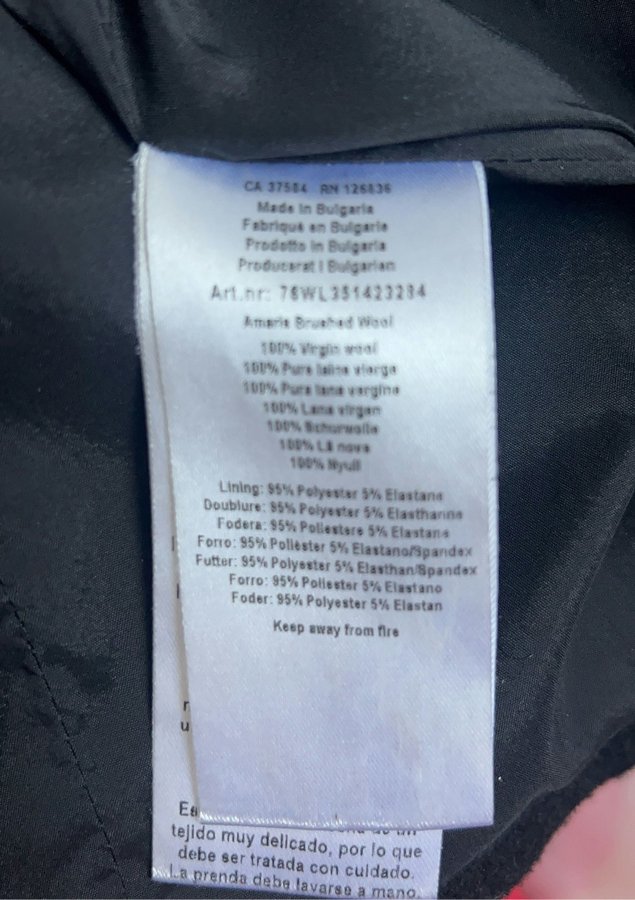 CA 37584 RN 126836
Made in Bulgaria
Fabriqué en Bulgarie
Prodotto in Bulgaria
Producerat i Bulgarien
Art.nr: 76WL351423284
Amaris Brushed Wool
100% Virgin wool
100% Pura laine vierge
100% Pura lana vergine
100% Lana virgen
100% Schurwolle
100% Lã nova
100% Nyull
Lining: 95% Polyester 5% Elastane
Doublure: 95% Polyester 5% Elasthanne
Fodera: 95% Poliestere 5% Elastane
Forro: 95% Poliéster 5% Elastano/Spandex
Futter: 95% Polyester 5% Elasthan/Spandex
Forro: 95% Poliester 5% Elastano
Foder: 95% Polyester 5% Elastan
Keep away from fire
tejido muy delicado, por lo que
debe ser tratada con cuidado.
La prenda debe lavarse a mano